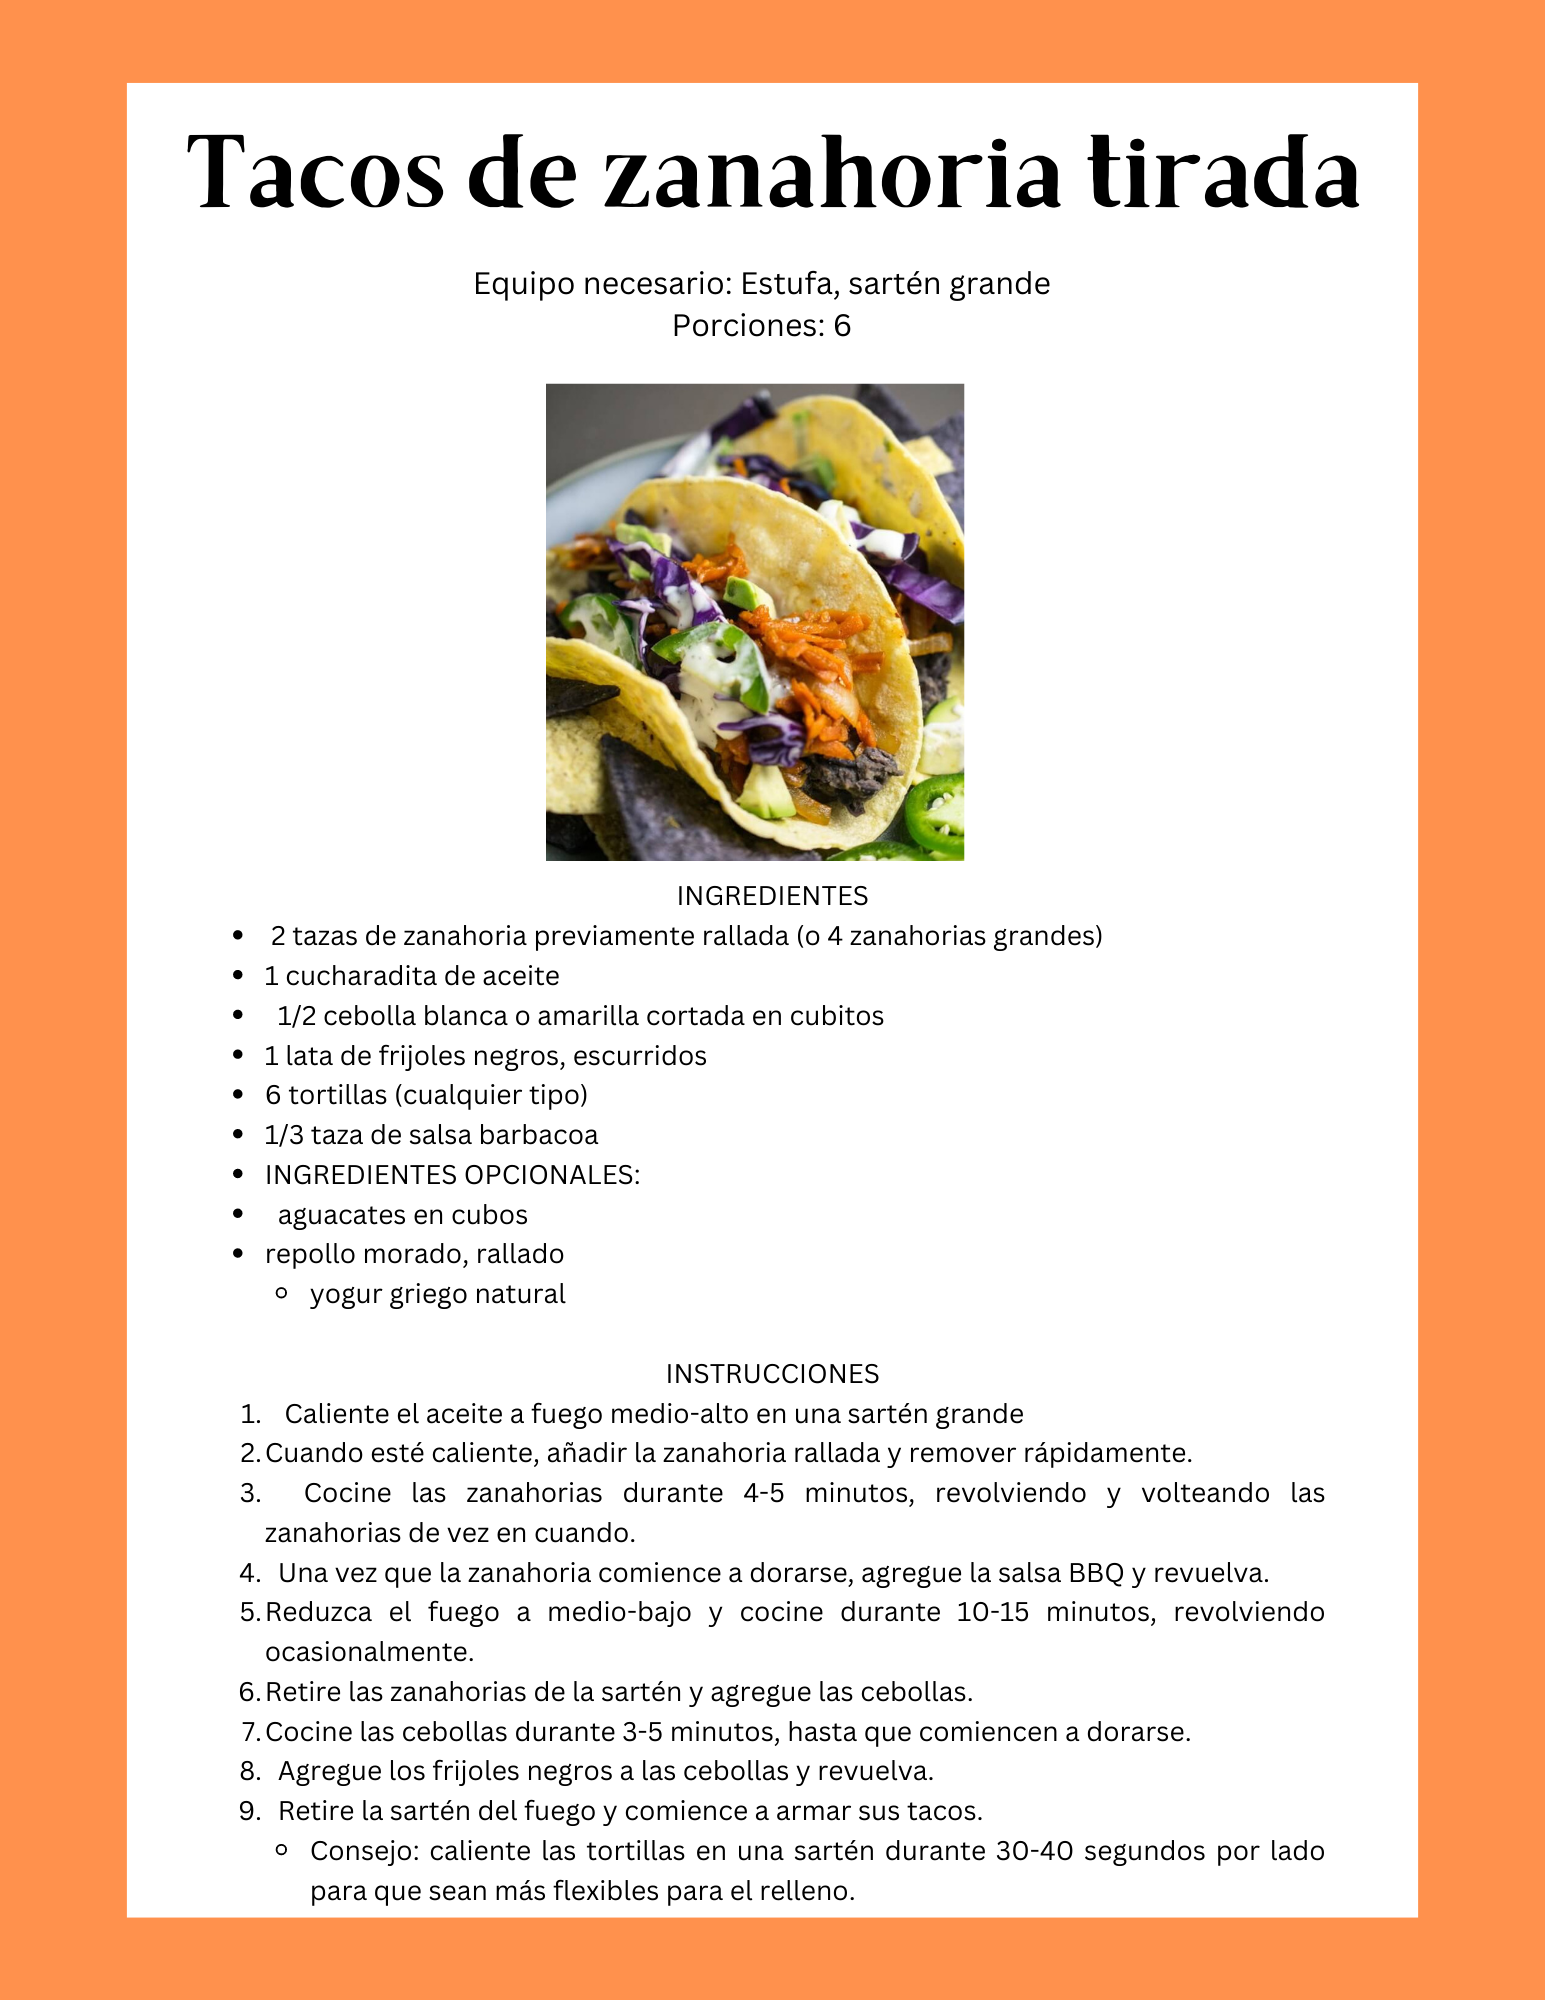 Tacos de zanahoria tirada
Equipo necesario: Estufa, sartén grande
Porciones: 6
INGREDIENTES
• 2 tazas de zanahoria previamente rallada (o 4 zanahorias grandes)
• 1 cucharadita de aceite
• 1/2 cebolla blanca o amarilla cortada en cubitos
• 1 lata de frijoles negros, escurridos
• 6 tortillas (cualquier tipo)
• 1/3 taza de salsa barbacoa
• INGREDIENTES OPCIONALES:
• aguacates en cubos
• repollo morado, rallado
◦ yogur griego natural
INSTRUCCIONES
1. Caliente el aceite a fuego medio-alto en una sartén grande
2. Cuando esté caliente, añadir la zanahoria rallada y remover rápidamente.
3. Cocine las zanahorias durante 4-5 minutos, revolviendo y volteando las
zanahorias de vez en cuando.
4. Una vez que la zanahoria comience a dorarse, agregue la salsa BBQ y revuelva.
5. Reduzca el fuego a medio-bajo y cocine durante 10-15 minutos, revolviendo
ocasionalmente.
6. Retire las zanahorias de la sartén y agregue las cebollas.
7. Cocine las cebollas durante 3-5 minutos, hasta que comiencen a dorarse.
8. Agregue los frijoles negros a las cebollas y revuelva.
9. Retire la sartén del fuego y comience a armar sus tacos.
◦ Consejo: caliente las tortillas en una sartén durante 30-40 segundos por lado
para que sean más flexibles para el relleno.